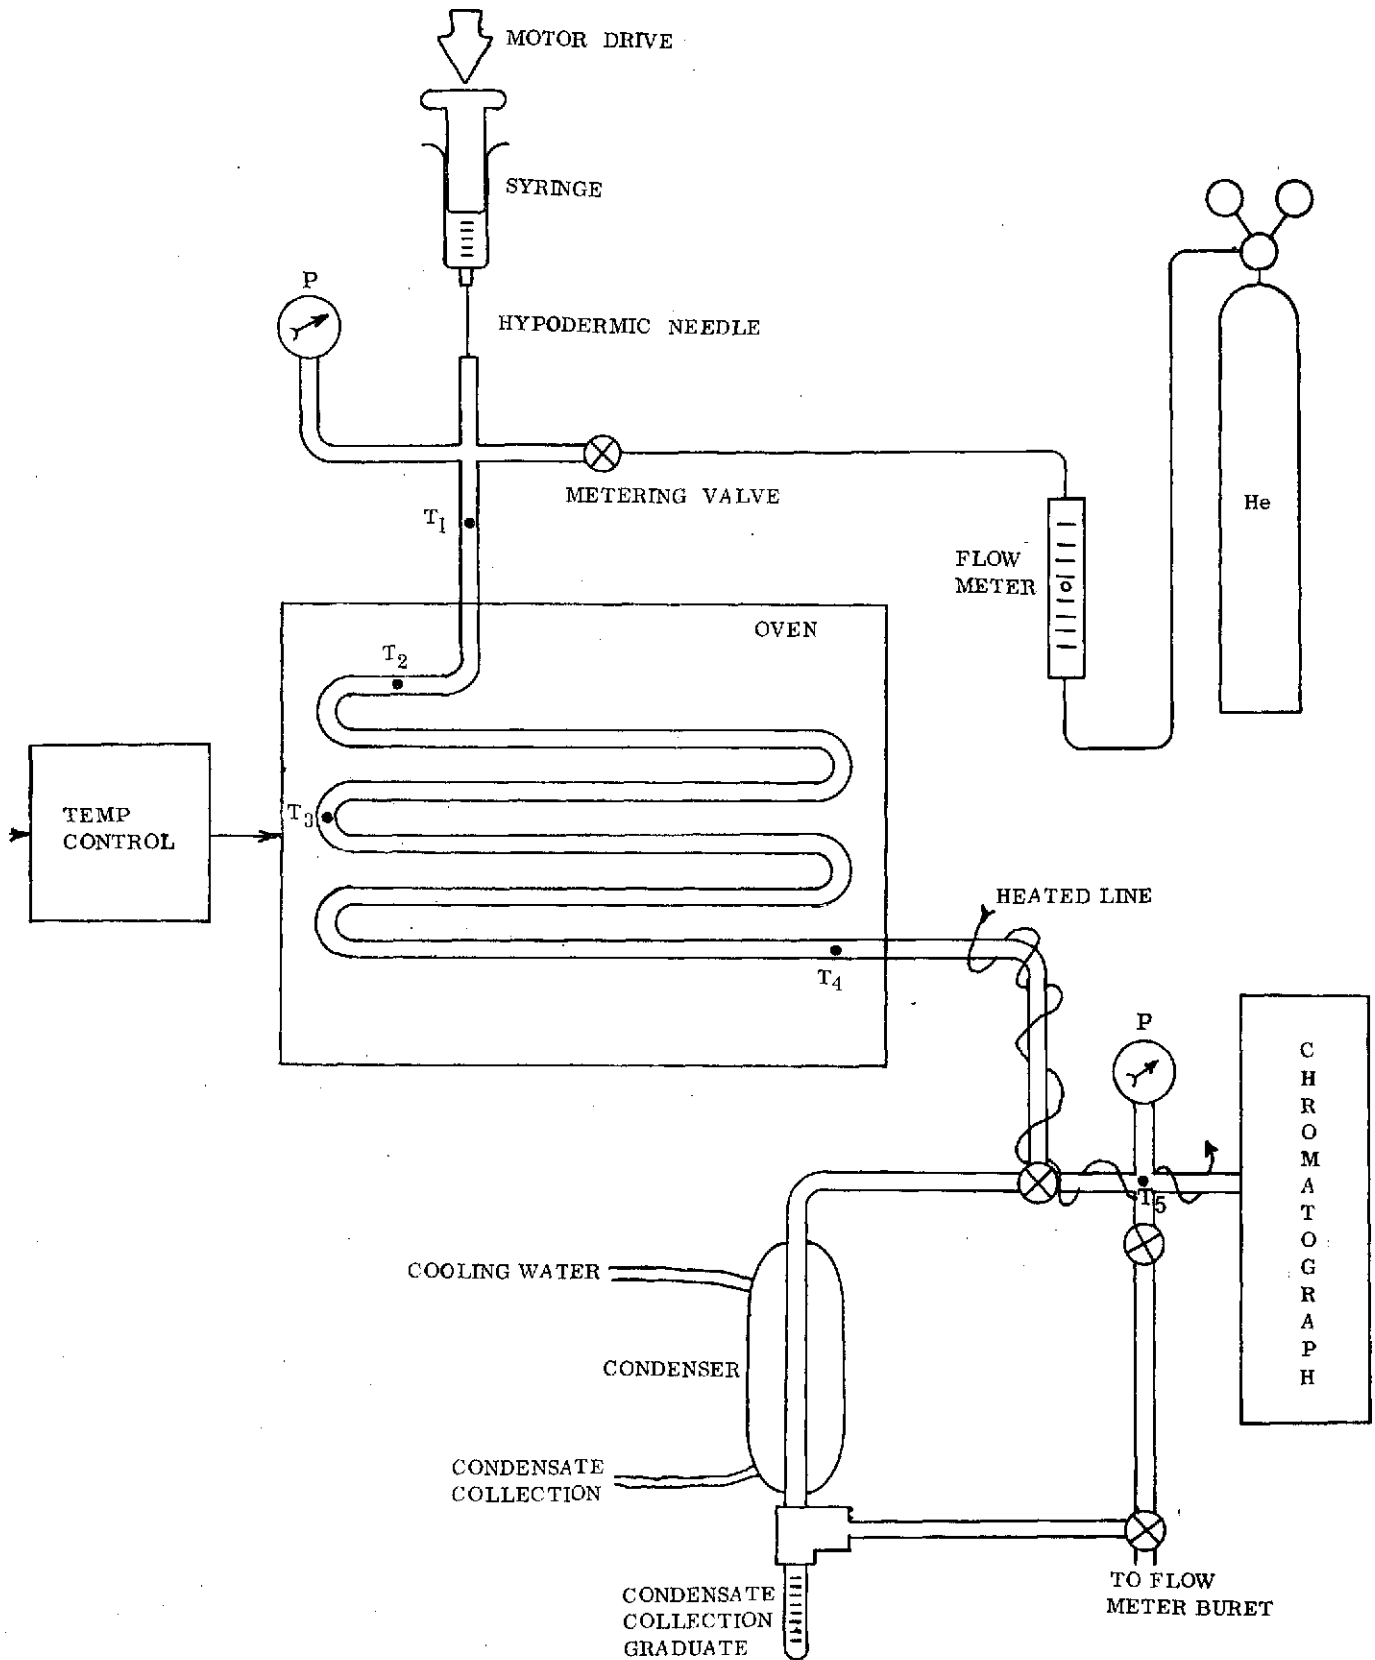 MOTOR DRIVE
SYRINGE
P
HYPODERMIC NEEDLE
METERING VALVE
T1
He
FLOW
METER
OVEN
T2
TEMP
CONTROL
T3
HEATED LINE
T4
P
CHROMATOGRAPH
T5
COOLING WATER
CONDENSER
CONDENSATE
COLLECTION
TO FLOW
METER BURET
CONDENSATE
COLLECTION
GRADUATE